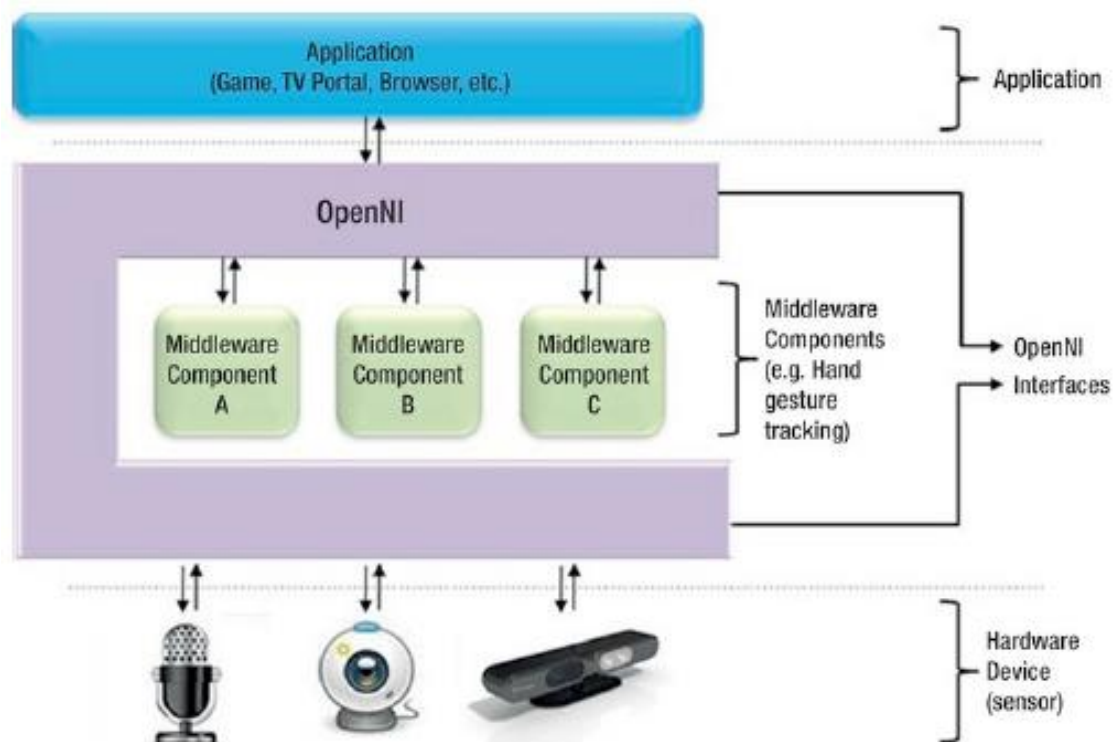 Application
(Game, TV Portal, Browser, etc.)
Application
OpenNI
Middleware
Component
A
Middleware
Component
B
Middleware
Component
C
Middleware
Components
(e.g. Hand
gesture
tracking)
OpenNI
Interfaces
Hardware
Device
(sensor)